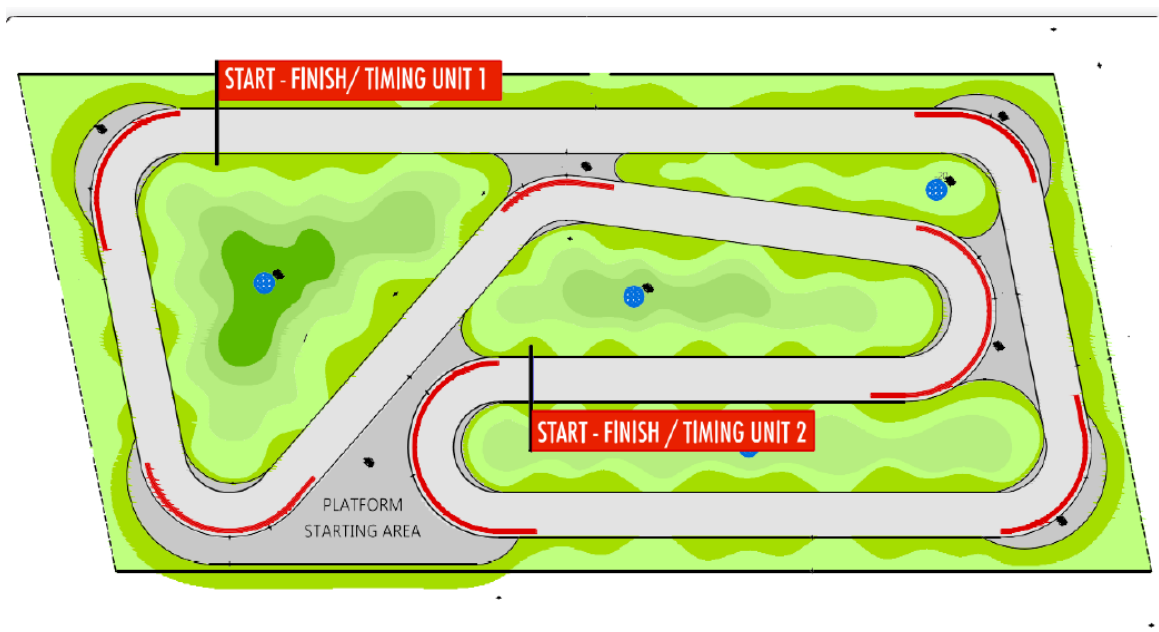 START - FINISH/ TIMING UNIT 1
START - FINISH / TIMING UNIT 2
PLATFORM
STARTING AREA